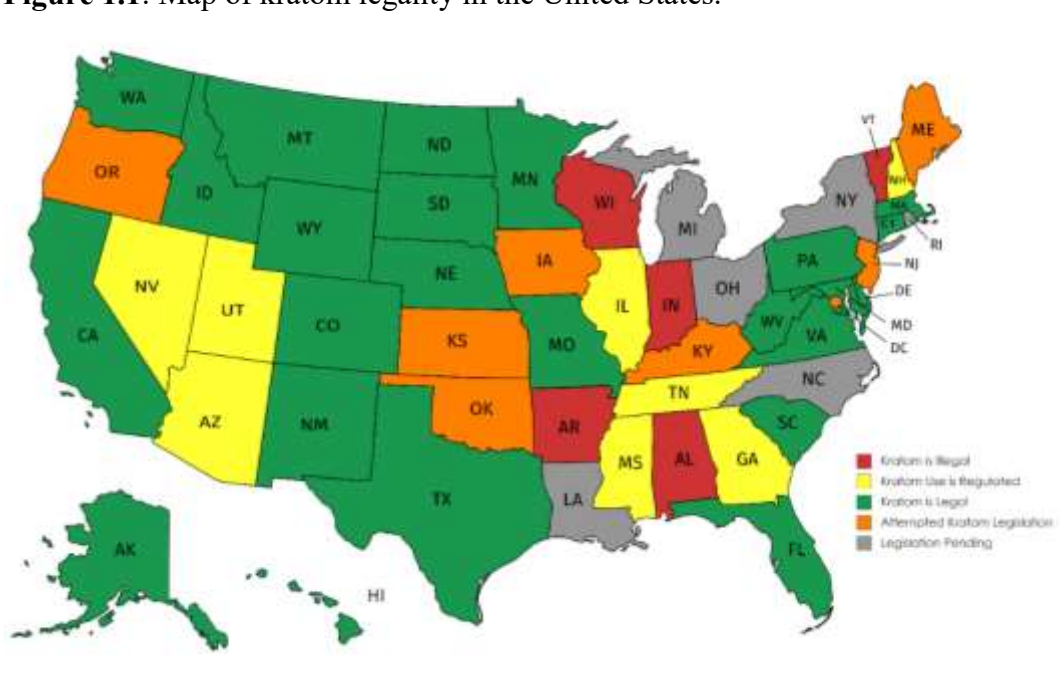 Figure 1.1. Map of kratom legality in the United States.
WA
MT
ND
MN
OR
ID
SD
WY
WI
MI
NY
VT
ME
NH
MA
CT
RI
NV
UT
CA
CO
NE
IA
IL
IN
OH
PA
NJ
DE
MD
DC
WV
VA
KS
MO
KY
NC
AZ
NM
OK
AR
TN
SC
MS
AL
GA
TX
LA
FL
AK
HI
Kratom is Illegal
Kratom Use is Regulated
Kratom is Legal
Attempted Kratom Legislation
Legislation Pending